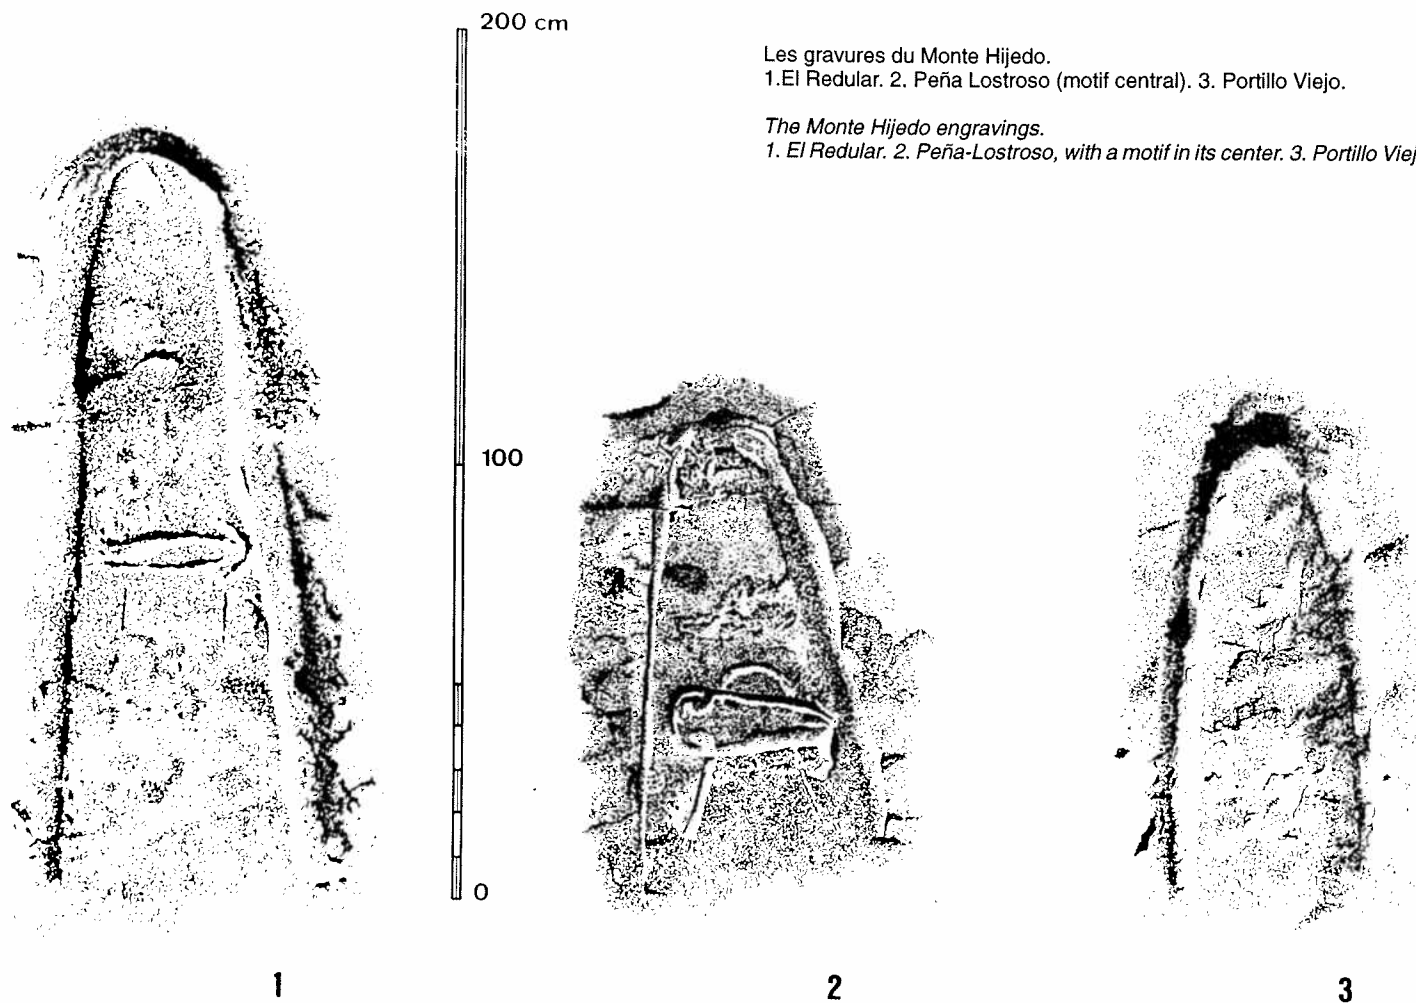 200 cm
Les gravures du Monte Hijedo.
1.El Redular. 2. Peña Lostroso (motif central). 3. Portillo Viejo.
The Monte Hijedo engravings.
1. El Redular. 2. Peña-Lostroso, with a motif in its center. 3. Portillo Viej
100
0
1
2
3